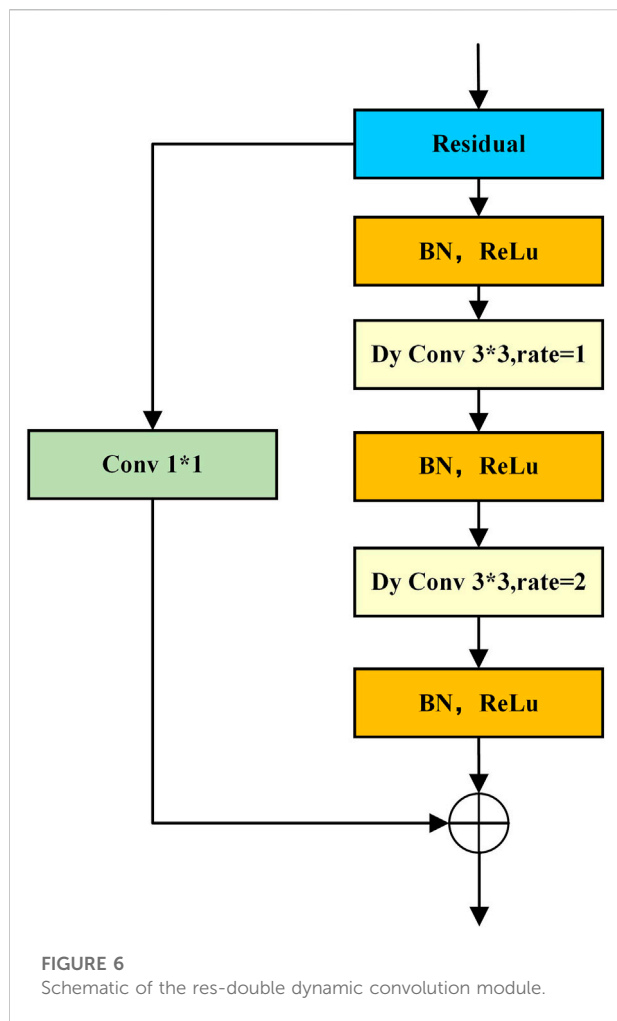 Residual
BN，ReLu
Dy Conv 3*3,rate=1
Conv 1*1
BN，ReLu
Dy Conv 3*3,rate=2
BN，ReLu
FIGURE 6
Schematic of the res-double dynamic convolution module.